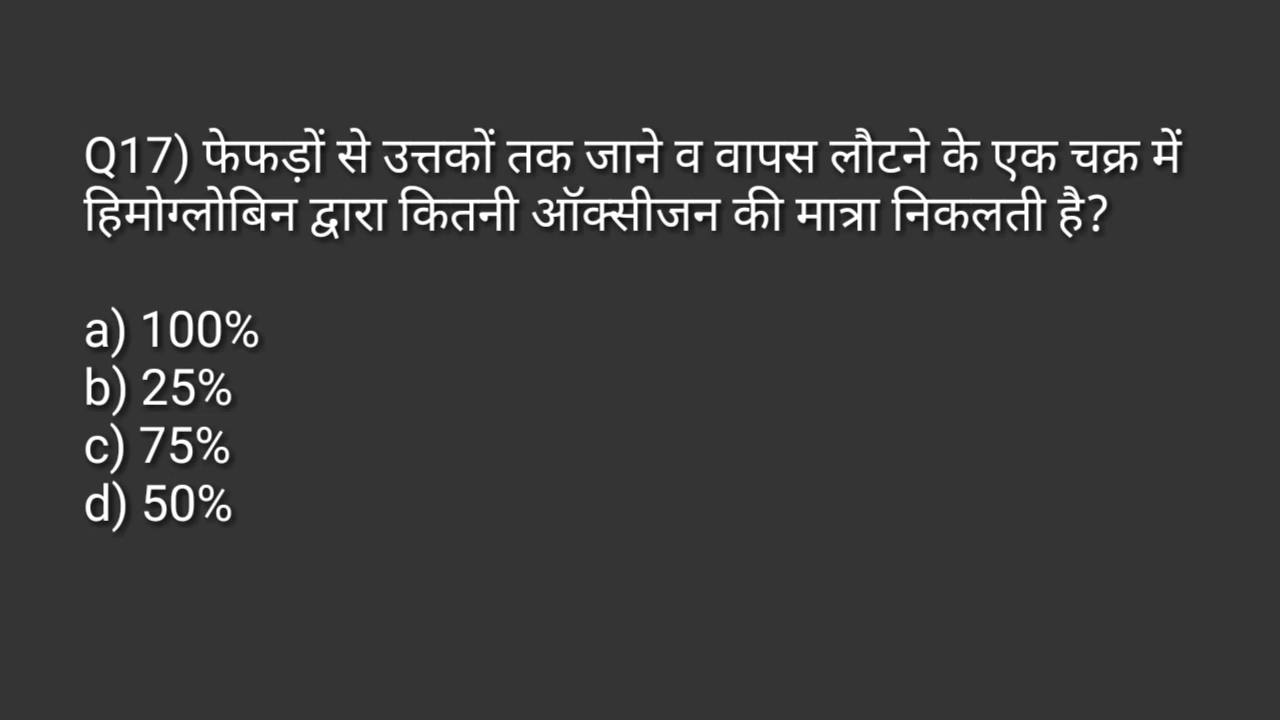 Q17) फेफड़ों से उत्तकों तक जाने व वापस लौटने के एक चक्र में
हिमोग्लोबिन द्वारा कितनी ऑक्सीजन की मात्रा निकलती है?
a) 100%
b) 25%
c) 75%
d) 50%